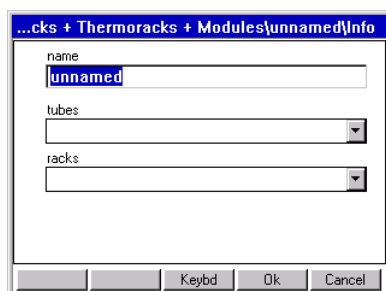 ...cks + Thermoracks + Modules\unnamed\Info
name
unnamed
tubes
racks
Keybd Ok Cancel